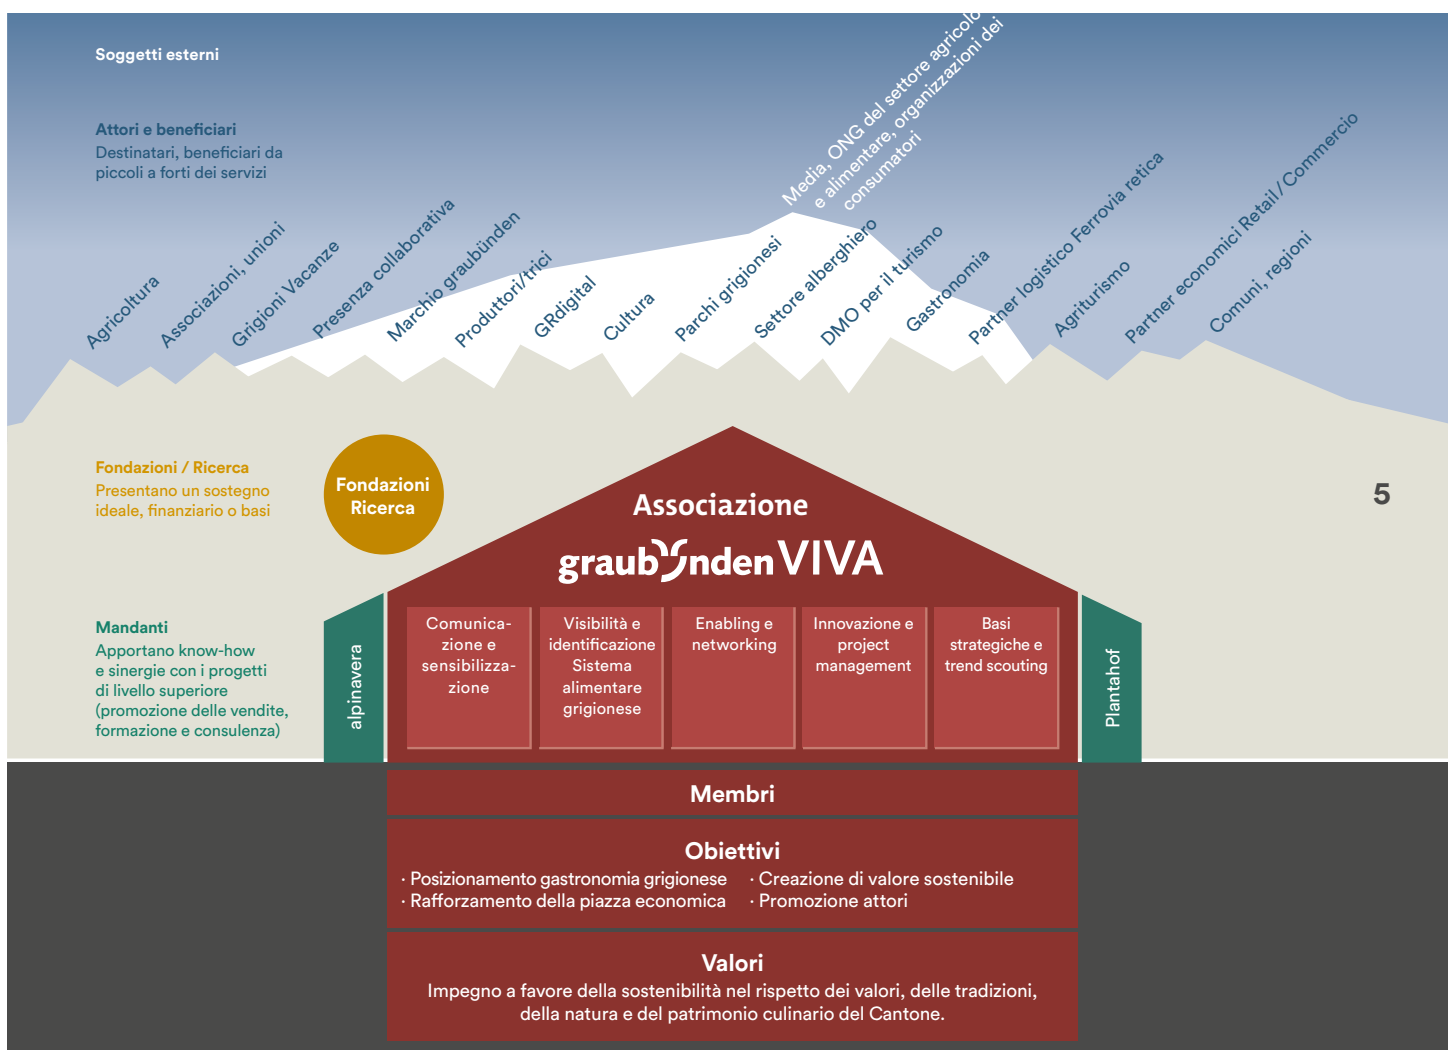 Soggetti esterni
Attori e beneficiari
Destinatari, beneficiari da
piccoli a forti dei servizi
Agricoltura
Associazioni, unioni
Grigioni Vacanze
Presenza collaborativa
Marchio graubünden
Produttori/trici
GRdigital
Cultura
Parchi grigionesi
Media, ONG del settore agricolo
e alimentare, organizzazioni dei
consumatori
Settore alberghiero
DMO per il turismo
Gastronomia
Partner logistico Ferrovia retica
Agriturismo
Partner economici Retail/Commercio
Comuni, regioni
Fondazioni / Ricerca
Presentano un sostegno
ideale, finanziario o basi
Fondazioni
Ricerca
5
Associazione
graubünden VIVA
Mandanti
Apportano know-how
e sinergie con i progetti
di livello superiore
(promozione delle vendite,
formazione e consulenza)
alpinavera
Comunica-
zione e
sensibilizza-
zione
Visibilità e
identificazione
Sistema
alimentare
grigionese
Enabling e
networking
Innovazione e
project
management
Basi
strategiche e
trend scouting
Plantahof
Membri
Obiettivi
· Posizionamento gastronomia grigionese
· Rafforzamento della piazza economica
· Creazione di valore sostenibile
· Promozione attori
Valori
Impegno a favore della sostenibilità nel rispetto dei valori, delle tradizioni,
della natura e del patrimonio culinario del Cantone.